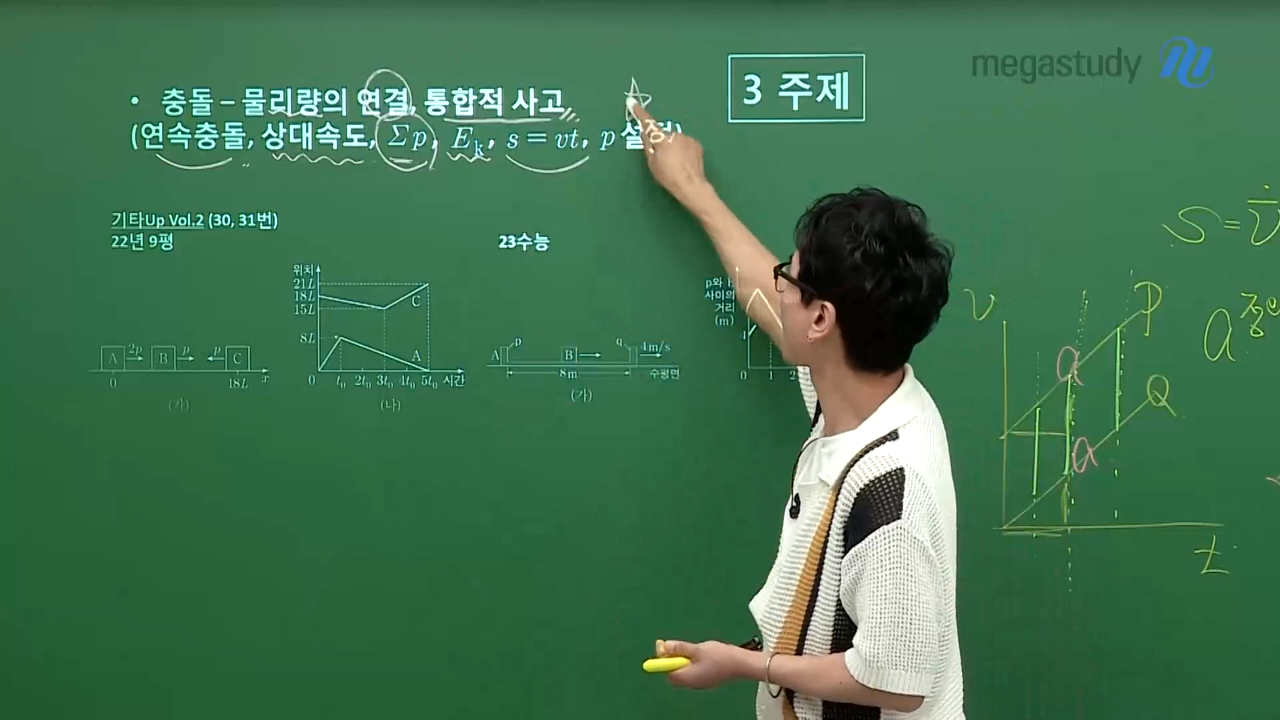 megastudy
3 주제
• 충돌 – 물리량의 연결, 통합적 사고
(연속충돌, 상대속도, Σp, Eₖ, s = vt, p 설정)
기타Up Vol.2 (30, 31번)
22년 9평
23수능
위치
21L
18L
15L
8L
0
t₀ 2t₀ 3t₀ 4t₀ 5t₀ 시간
C
A
(나)
A 2p B p p C
0 18L x
(가)
A p B q 4m/s
8m 수평면
(가)
p와
사이의
거리
(m)
0 1 2
S = v
v
P
Q
a
a
t
a